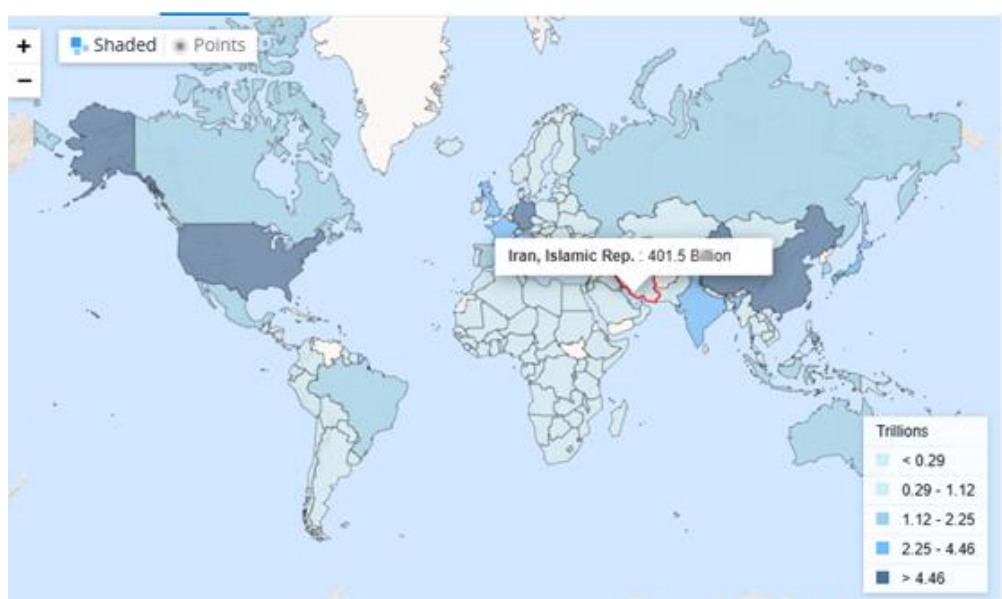 +
Shaded Points
−
Iran, Islamic Rep. : 401.5 Billion
Trillions
< 0.29
0.29 - 1.12
1.12 - 2.25
2.25 - 4.46
> 4.46